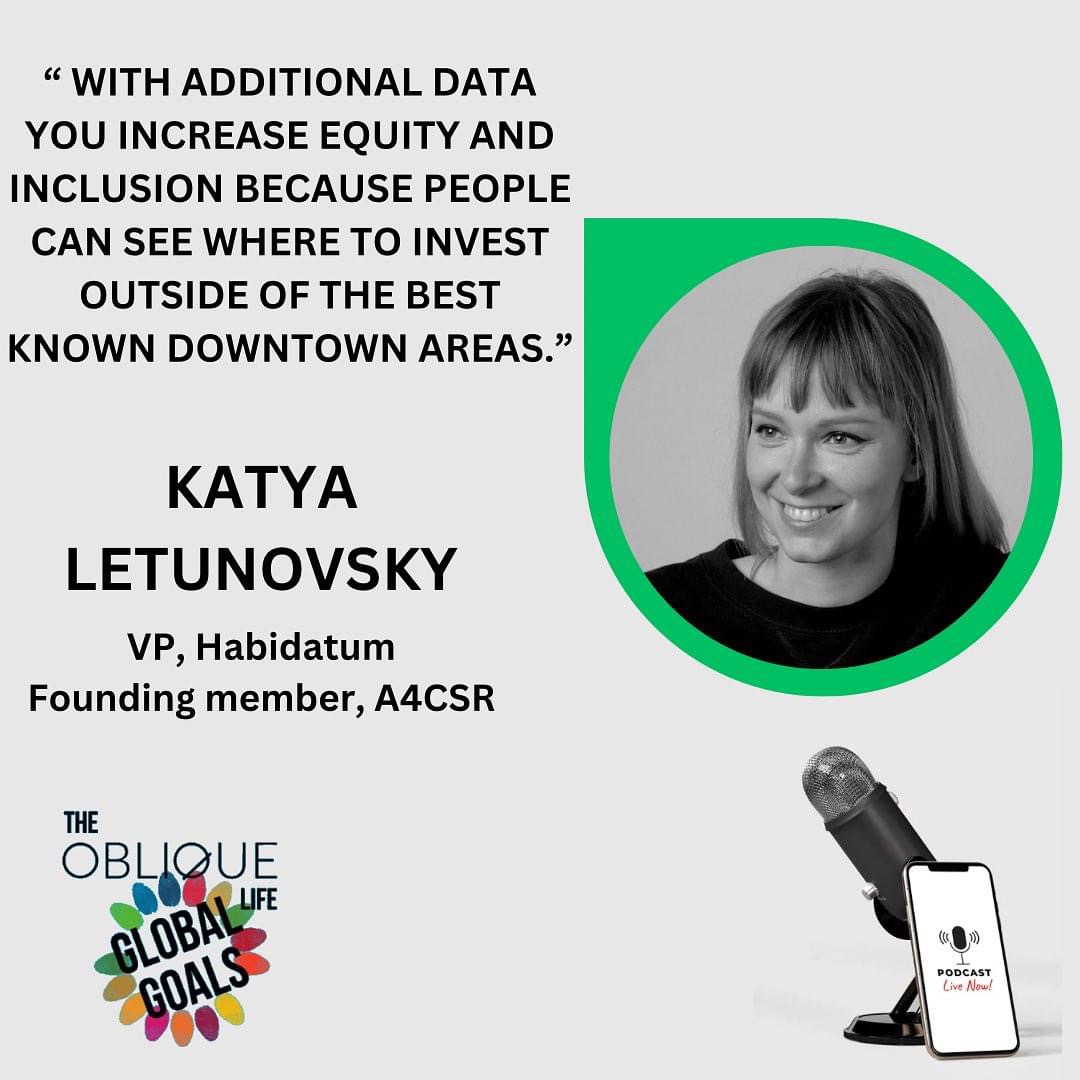 “ WITH ADDITIONAL DATA
YOU INCREASE EQUITY AND
INCLUSION BECAUSE PEOPLE
CAN SEE WHERE TO INVEST
OUTSIDE OF THE BEST
KNOWN DOWNTOWN AREAS.”
KATYA
LETUNOVSKY
VP, Habidatum
Founding member, A4CSR
THE
OBLIQUE
LIFE
GLOBAL
GOALS
PODCAST
Live Now!